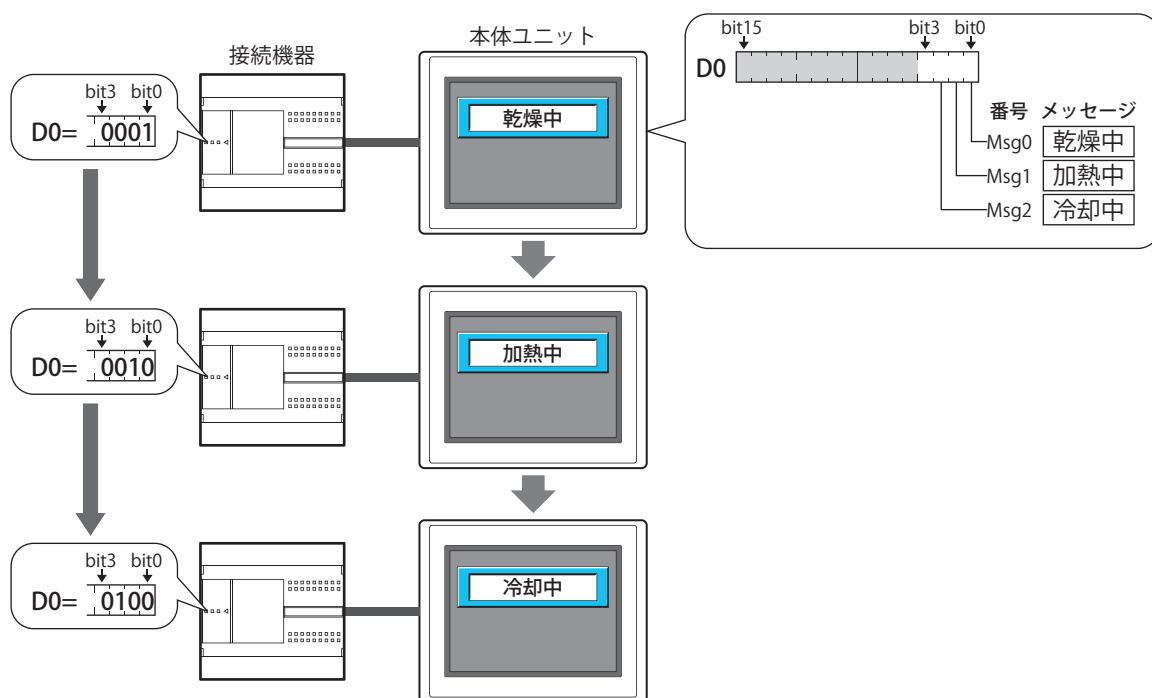 接続機器
本体ユニット
bit3 bit0
D0= 0001
乾燥中
bit15 bit3 bit0
D0
番号 メッセージ
Msg0 乾燥中
Msg1 加熱中
Msg2 冷却中
bit3 bit0
D0= 0010
加熱中
bit3 bit0
D0= 0100
冷却中